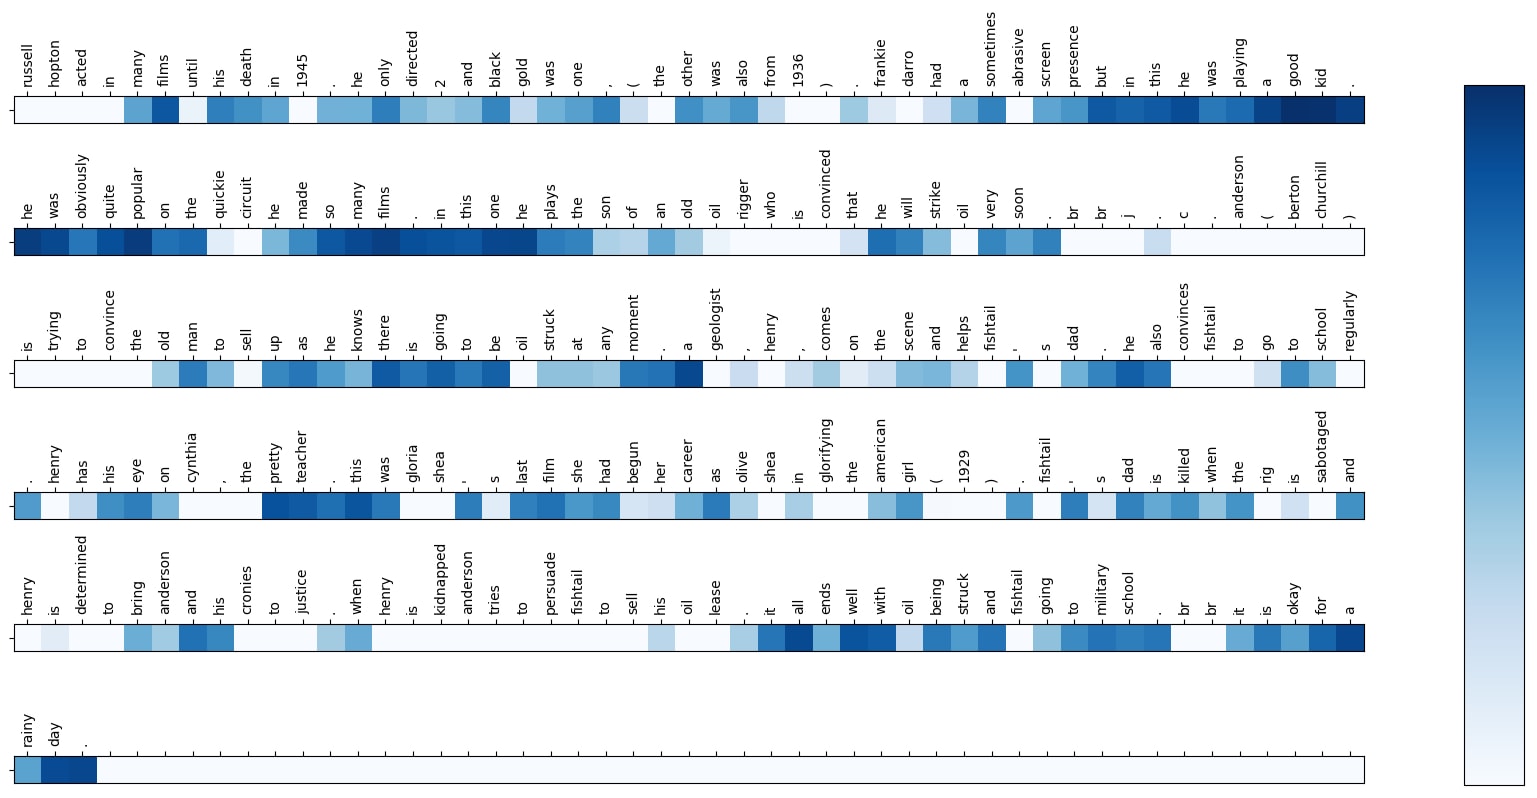 russell hopton acted in many films until his death in 1945 . he only directed 2 and black gold was one , ( the other was also from 1936 ) . frankie darro had a sometimes abrasive screen presence but in this he was playing a good kid .
he was obviously quite popular on the quickie circuit he made so many films . in this one he plays the son of an old oil rigger who is convinced that he will strike oil very soon . br br j . c . anderson ( berton churchill )
is trying to convince the old man to sell up as he knows there is going to be oil struck at any moment . a geologist , henry , comes on the scene and helps fishtail ' s dad . he also convinces fishtail to go to school regularly
. henry has his eye on cynthia , the pretty teacher . this was gloria shea ' s last film she had begun her career as olive shea in glorifying the american girl ( 1929 ) . fishtail ' s dad is killed when the rig is sabotaged and
henry is determined to bring anderson and his cronies to justice . when henry is kidnapped anderson tries to persuade fishtail to sell his oil lease . it all ends well with oil being struck and fishtail going to military school . br br it is okay for a
rainy day .